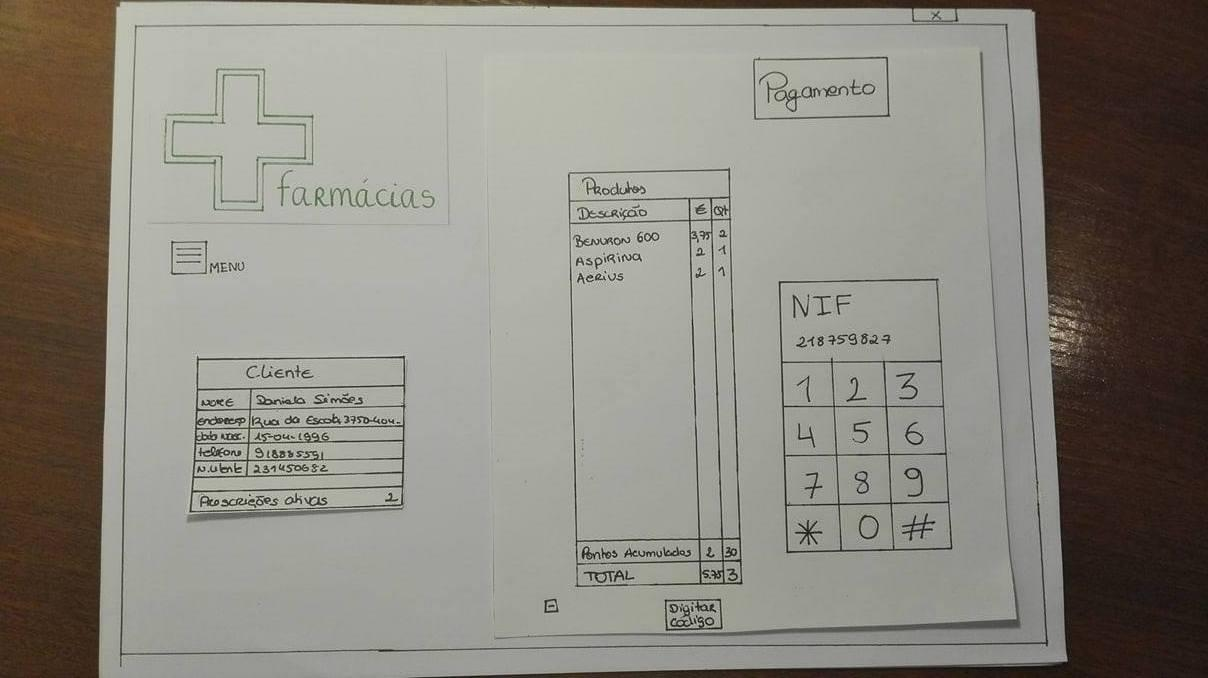 X
farmácias
MENU
Cliente
NOME Daniela Simões
endereço Rua da Escola, 3750-404-
data nasc. 15-04-1996
telefone 918885591
N.utente 231450682
Prescrições ativas 2
Pagamento
Produtos
Descrição € Qt
BENURON 600 3,75 2
Aspirina 2 1
Aerius 2 1
Pontos Acumulados 2 30
TOTAL 5.75 3
Digitar
código
NIF
218759827
1 2 3
4 5 6
7 8 9
* 0 #